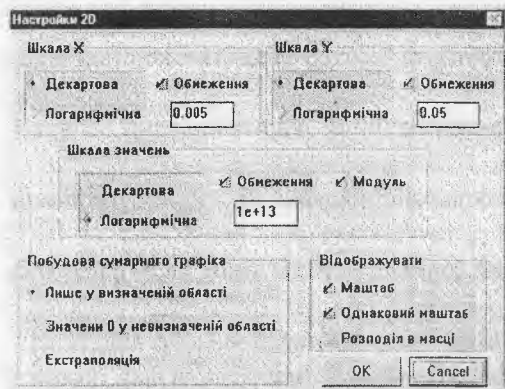 Настройки 2D
Шкала X
Шкала Y
Декартова
Обмеження
Декартова
Обмеження
Логарифмічна
0.005
Логарифмічна
0.05
Шкала значень
Декартова
Обмеження
Модуль
Логарифмічна
1e+13
Побудова сумарного графіка
Відображувати
Лише у визначеній області
Маштаб
Значени 0 у невизначеній області
Однаковий маштаб
Розподіл в масці
Екстраполяція
OK
Cancel